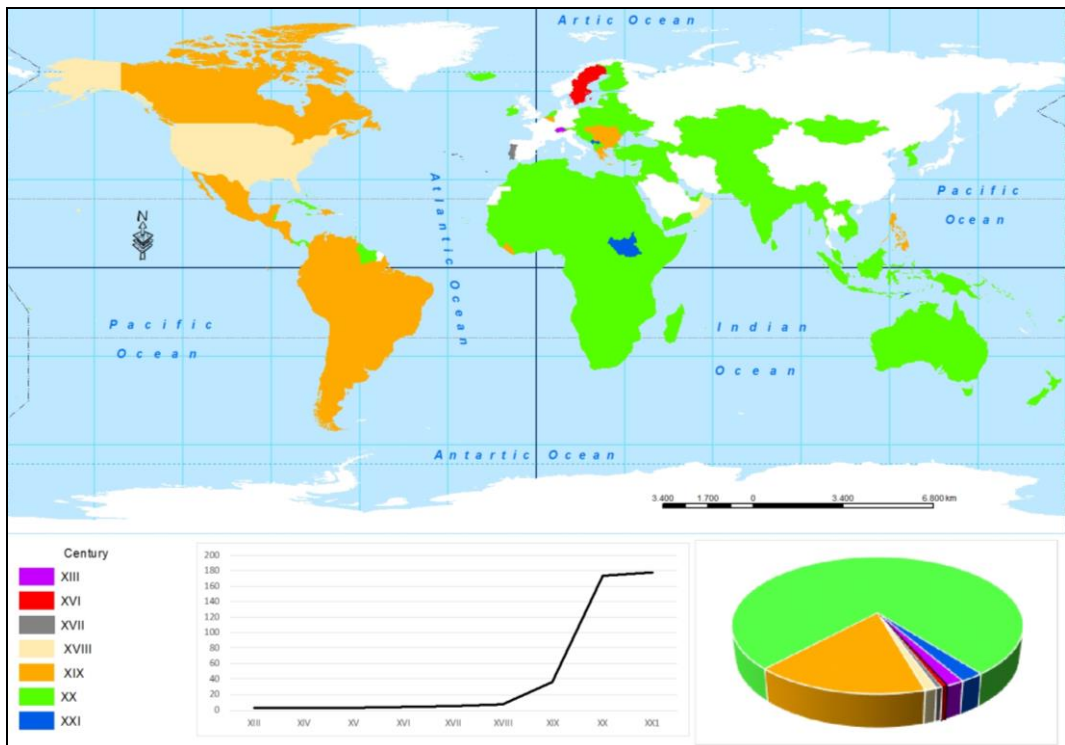 Artic Ocean
N
Atlantic Ocean
Pacific
Ocean
Pacific
Ocean
Indian
Ocean
Antartic Ocean
3.400 1.700 0 3.400 6.800 km
Century
XIII
XVI
XVII
XVIII
XIX
XX
XXI
200
180
160
140
120
100
80
60
40
20
0
XIII XIV XV XVI XVII XVIII XIX XX XX1